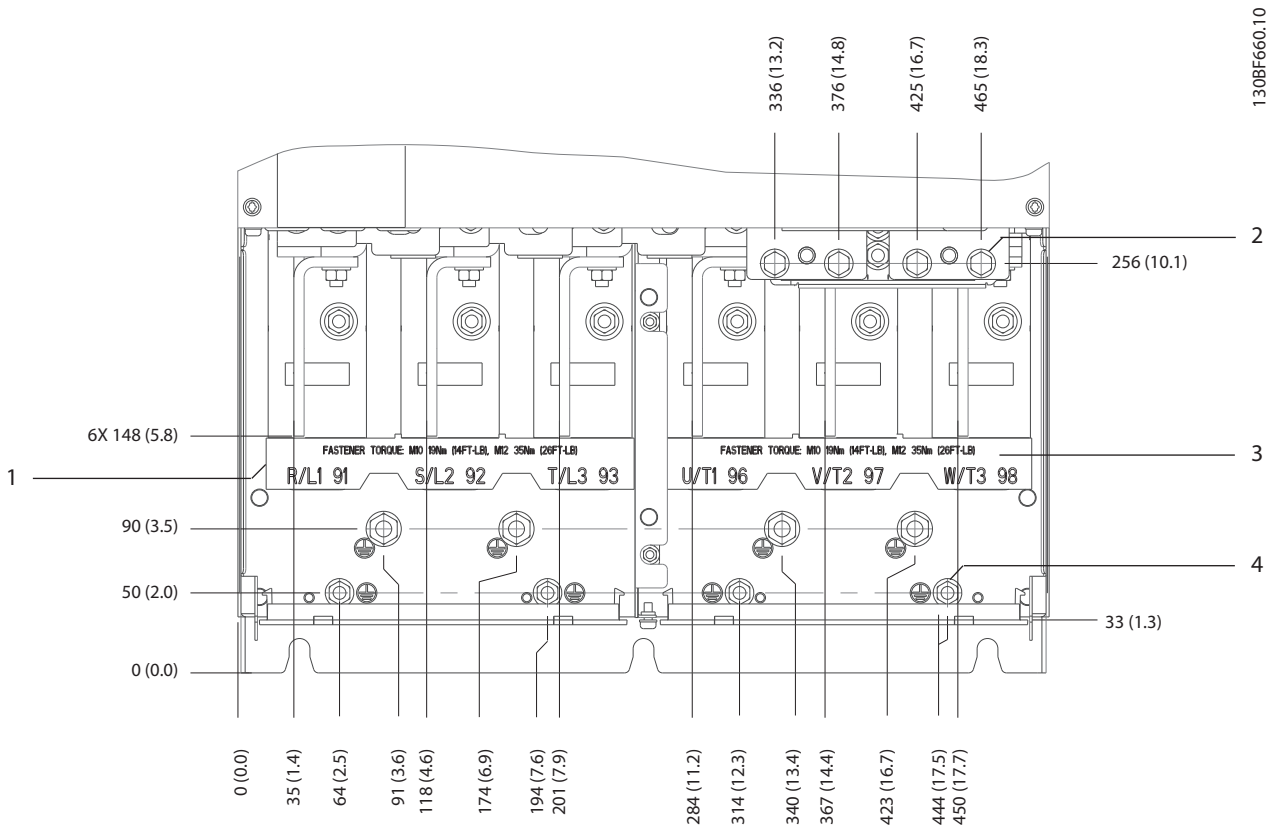 130BF660.10
336 (13.2)
376 (14.8)
425 (16.7)
465 (18.3)
2
256 (10.1)
6X 148 (5.8)
FASTENER TORQUE: M10 19Nm (14FT-LB), M12 35Nm (26FT-LB)
FASTENER TORQUE: M10 19Nm (14FT-LB), M12 35Nm (26FT-LB)
3
1
R/L1 91
S/L2 92
T/L3 93
U/T1 96
V/T2 97
W/T3 98
90 (3.5)
4
50 (2.0)
33 (1.3)
0 (0.0)
0 (0.0)
35 (1.4)
64 (2.5)
91 (3.6)
118 (4.6)
174 (6.9)
194 (7.6)
201 (7.9)
284 (11.2)
314 (12.3)
340 (13.4)
367 (14.4)
423 (16.7)
444 (17.5)
450 (17.7)